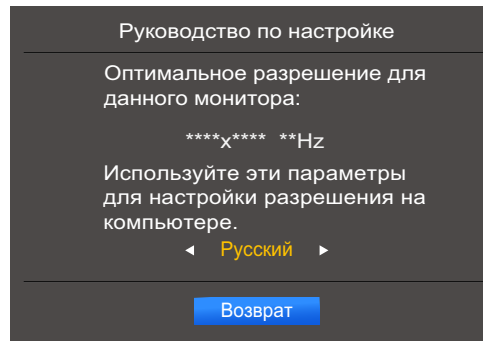 Руководство по настройке
Оптимальное разрешение для
данного монитора:
****x**** **Hz
Используйте эти параметры
для настройки разрешения на
компьютере.
Русский
Возврат